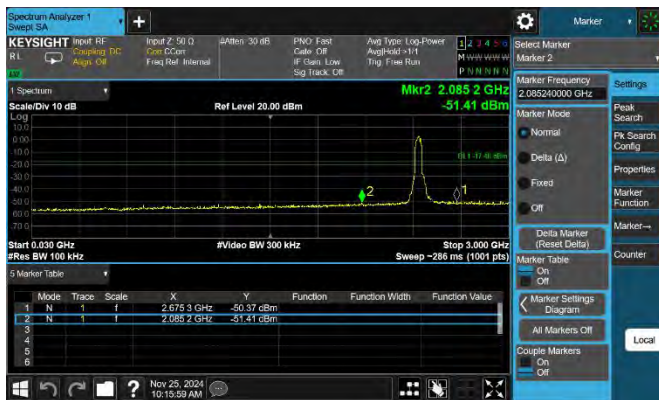 Spectrum Analyzer 1
Swept SA
Marker
KEYSIGHT Input: RF Input Z: 50 Ω #Atten: 30 dB PNO: Fast Avg Type: Log-Power 1 2 3 4 5 6
R L Coupling: DC Corr CCorr Gate: Off Avg|Hold:>1/1 M W W W W W
Align: Off Freq Ref: Internal IF Gain: Low Trig: Free Run
Sig Track: Off P N N N N N
Select Marker
Marker 2
1 Spectrum
Mkr2 2.085 2 GHz
Scale/Div 10 dB Ref Level 20.00 dBm -51.41 dBm
Log
10.0
0.00
-10.0
-20.0
-30.0
-40.0
-50.0
-60.0
-70.0
2
1
Start 0.030 GHz #Video BW 300 kHz Stop 3.000 GHz
#Res BW 100 kHz Sweep ~286 ms (1001 pts)
5 Marker Table
Mode Trace Scale X Y Function Function Width Function Value
1 N 1 f 2.675 3 GHz -50.37 dBm
2 N 1 f 2.085 2 GHz -51.41 dBm
3
4
5
6
Marker Frequency
2.085240000 GHz
Marker Mode
Normal
Delta (Δ)
Fixed
Off
Delta Marker
(Reset Delta)
Marker Table
On
Off
Marker Settings
Diagram
All Markers Off
Couple Markers
On
Off
Settings
Peak
Search
Pk Search
Config
Properties
Marker
Function
Marker→
Counter
Local
Nov 25, 2024
10:15:59 AM